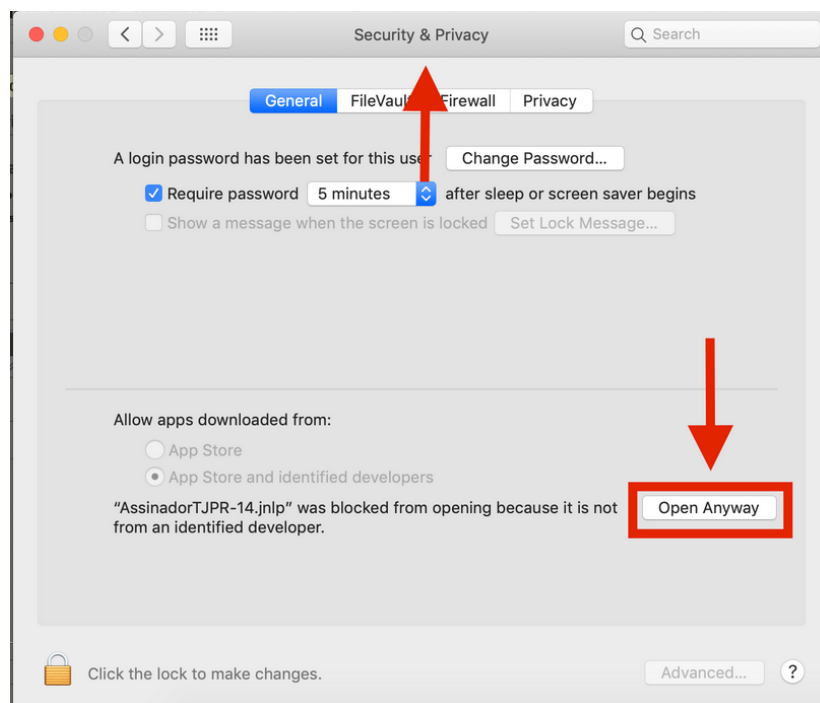 Security & Privacy
Search
General FileVault Firewall Privacy
A login password has been set for this user Change Password...
Require password 5 minutes after sleep or screen saver begins
Show a message when the screen is locked Set Lock Message...
Allow apps downloaded from:
App Store
App Store and identified developers
“AssinadorTJPR-14.jnlp” was blocked from opening because it is not
from an identified developer.
Open Anyway
Click the lock to make changes.
Advanced... ?